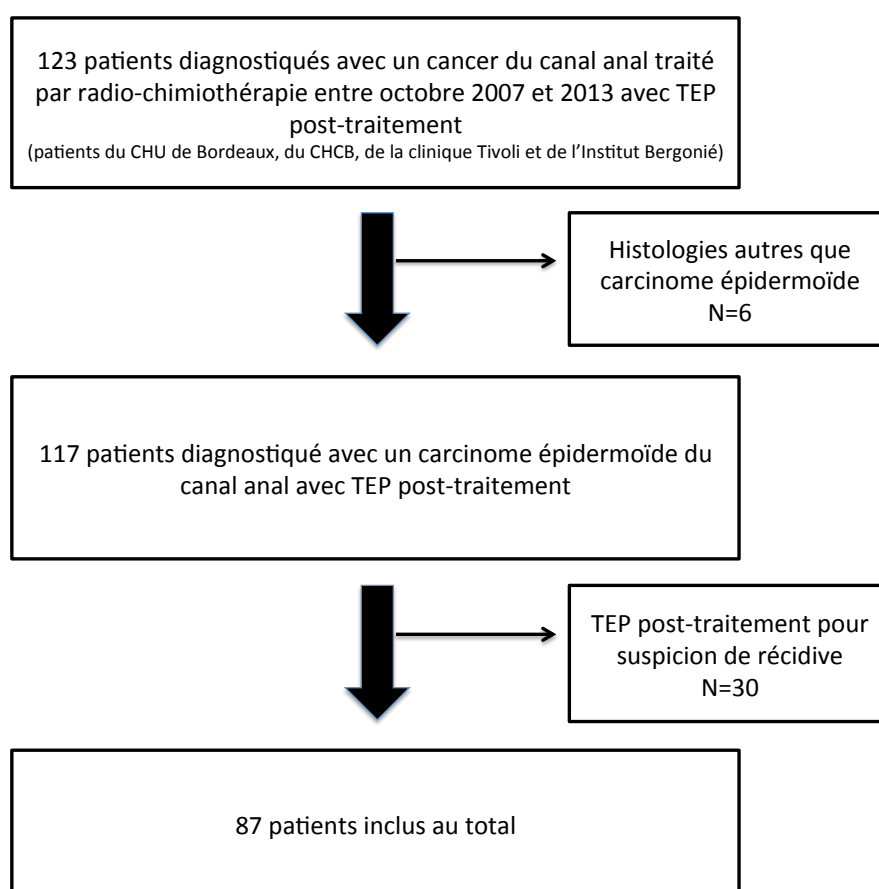 123 patients diagnostiqués avec un cancer du canal anal traité
par radio-chimiothérapie entre octobre 2007 et 2013 avec TEP
post-traitement
(patients du CHU de Bordeaux, du CHCB, de la clinique Tivoli et de l'Institut Bergonié)
Histologies autres que
carcinome épidermoïde
N=6
117 patients diagnostiqué avec un carcinome épidermoïde du
canal anal avec TEP post-traitement
TEP post-traitement pour
suspicion de récidive
N=30
87 patients inclus au total